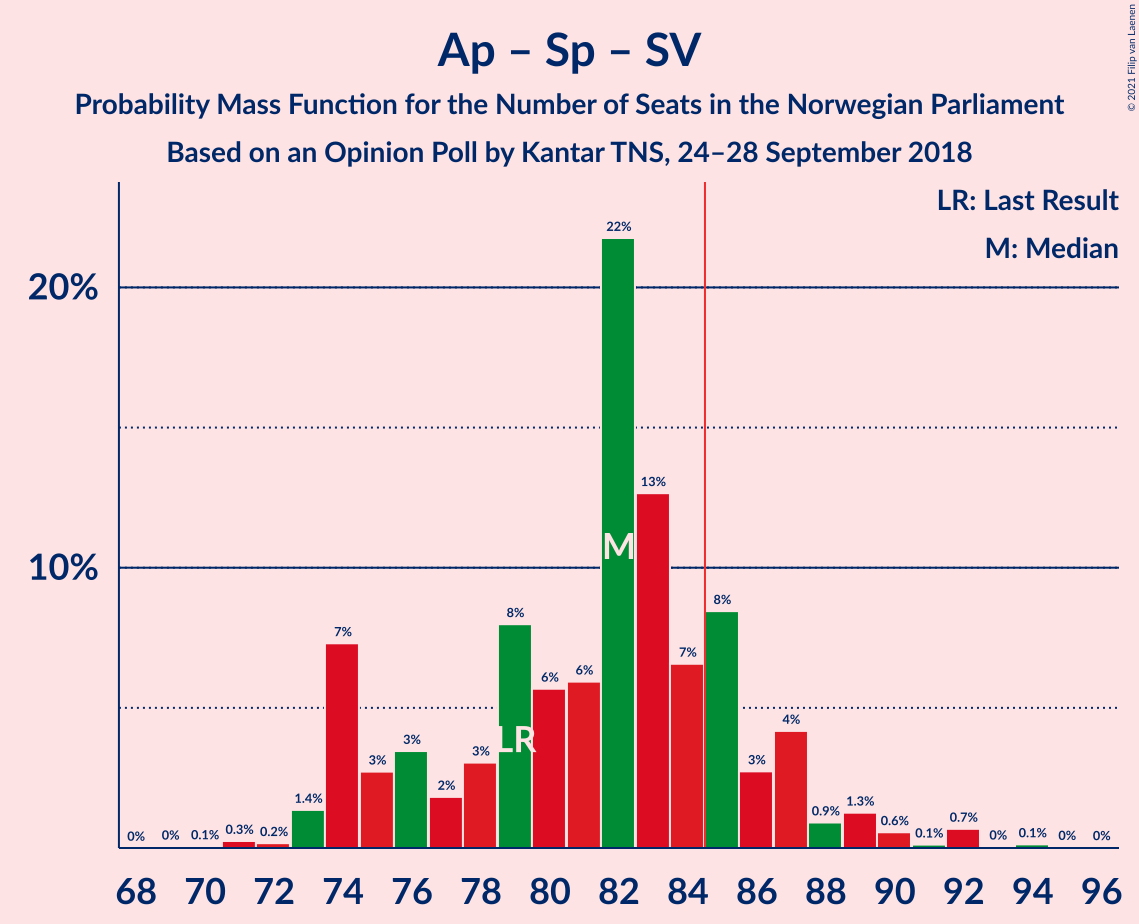 Ap – Sp – SV
Probability Mass Function for the Number of Seats in the Norwegian Parliament
Based on an Opinion Poll by Kantar TNS, 24–28 September 2018
© 2021 Filip van Laenen
LR: Last Result
M: Median
20%
10%
0% 0% 0.1% 0.3% 0.2% 1.4% 7% 3% 3% 2% 3% 8% 6% 6% 22% 13% 7% 8% 3% 4% 0.9% 1.3% 0.6% 0.1% 0.7% 0% 0.1% 0% 0%
LR
M
68 70 72 74 76 78 80 82 84 86 88 90 92 94 96